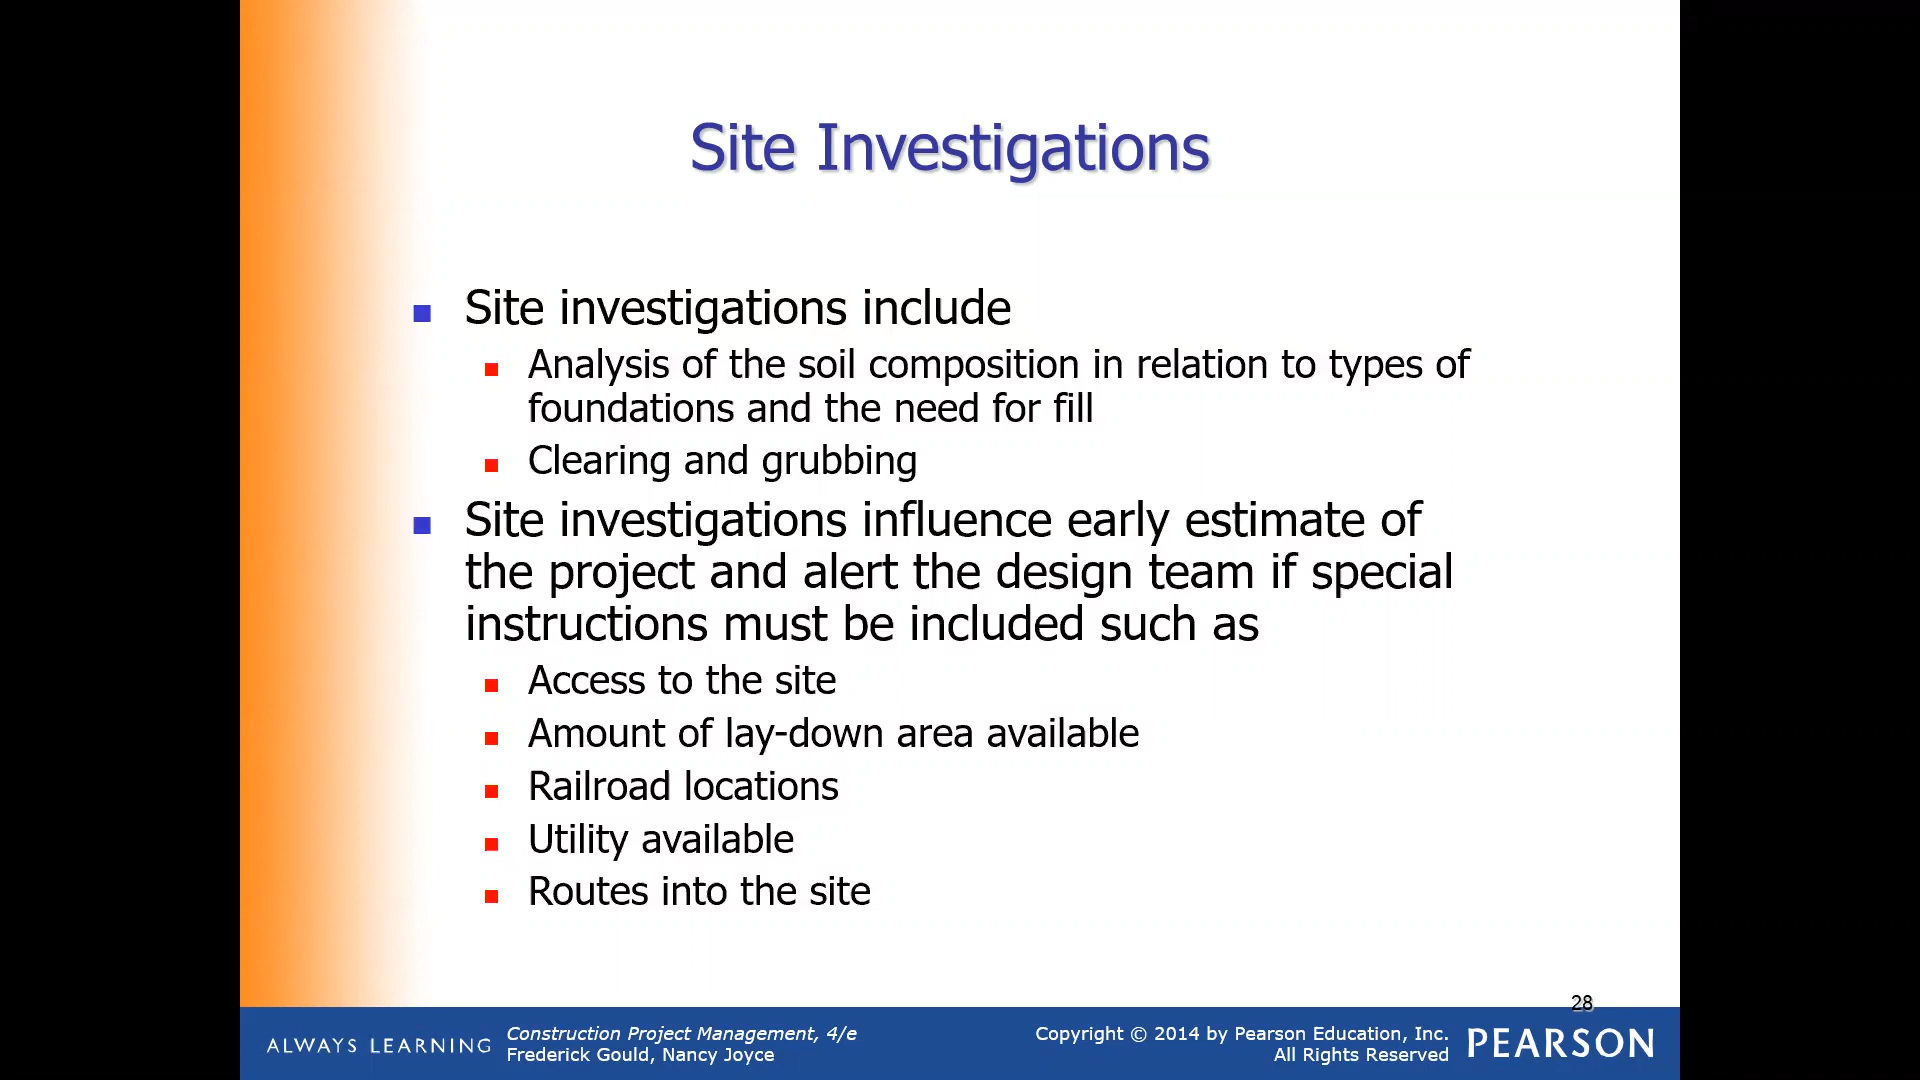 Site Investigations
Site investigations include
Analysis of the soil composition in relation to types of
foundations and the need for fill
Clearing and grubbing
Site investigations influence early estimate of
the project and alert the design team if special
instructions must be included such as
Access to the site
Amount of lay-down area available
Railroad locations
Utility available
Routes into the site
28
ALWAYS LEARNING
Construction Project Management, 4/e
Frederick Gould, Nancy Joyce
Copyright © 2014 by Pearson Education, Inc.
All Rights Reserved
PEARSON